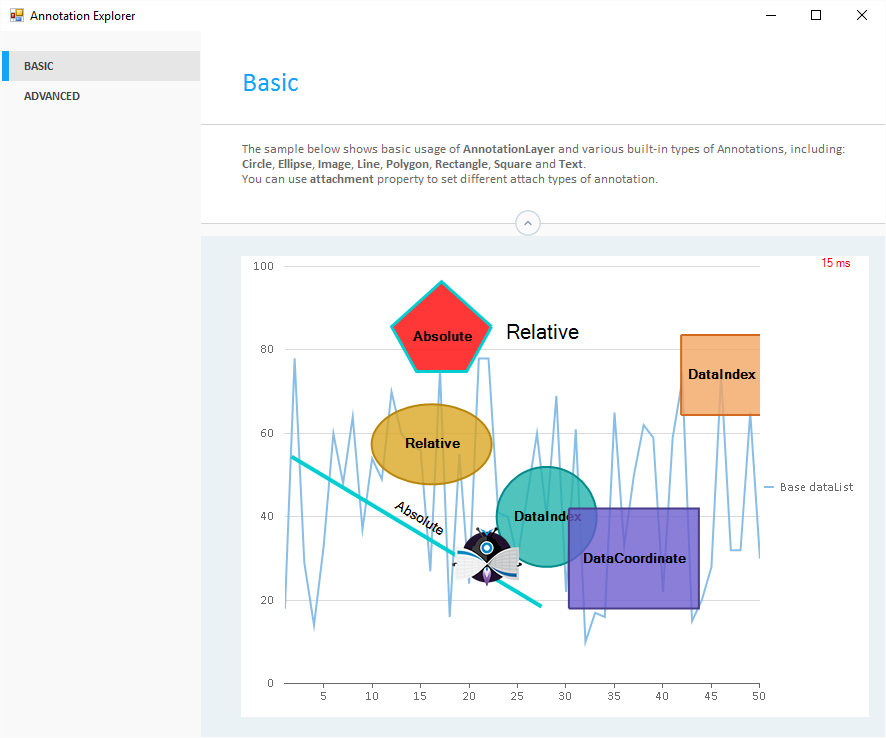 Annotation Explorer
BASIC
ADVANCED
Basic
The sample below shows basic usage of AnnotationLayer and various built-in types of Annotations, including:
Circle, Ellipse, Image, Line, Polygon, Rectangle, Square and Text.
You can use attachment property to set different attach types of annotation.
15 ms
100
80
60
40
20
0
Absolute
Relative
DataIndex
Relative
Absolute
DataIndex
DataCoordinate
Base dataList
5 10 15 20 25 30 35 40 45 50